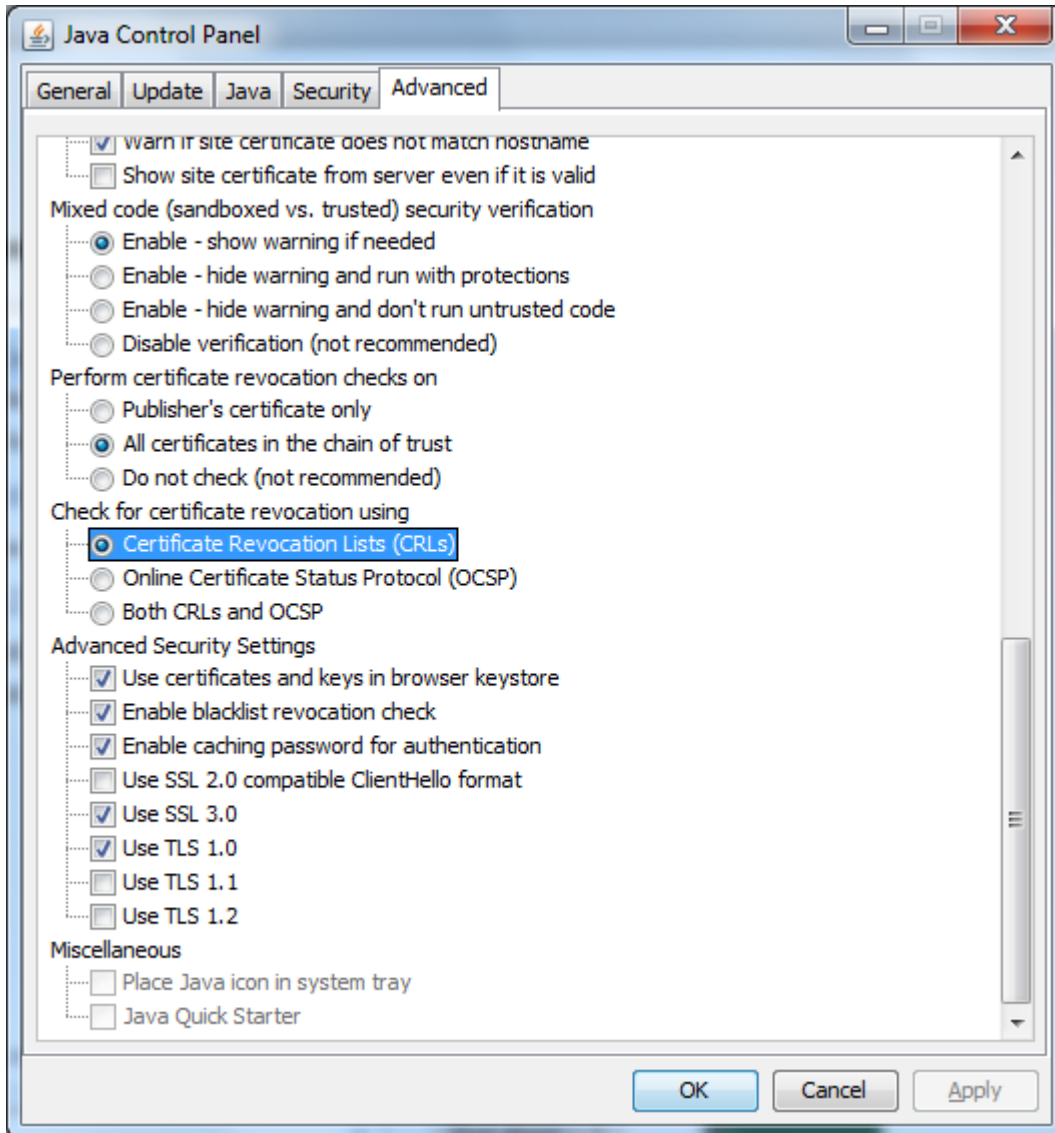 Java Control Panel
General Update Java Security Advanced
Warn if site certificate does not match hostname
Show site certificate from server even if it is valid
Mixed code (sandboxed vs. trusted) security verification
Enable - show warning if needed
Enable - hide warning and run with protections
Enable - hide warning and don't run untrusted code
Disable verification (not recommended)
Perform certificate revocation checks on
Publisher's certificate only
All certificates in the chain of trust
Do not check (not recommended)
Check for certificate revocation using
Certificate Revocation Lists (CRLs)
Online Certificate Status Protocol (OCSP)
Both CRLs and OCSP
Advanced Security Settings
Use certificates and keys in browser keystore
Enable blacklist revocation check
Enable caching password for authentication
Use SSL 2.0 compatible ClientHello format
Use SSL 3.0
Use TLS 1.0
Use TLS 1.1
Use TLS 1.2
Miscellaneous
Place Java icon in system tray
Java Quick Starter
OK Cancel Apply